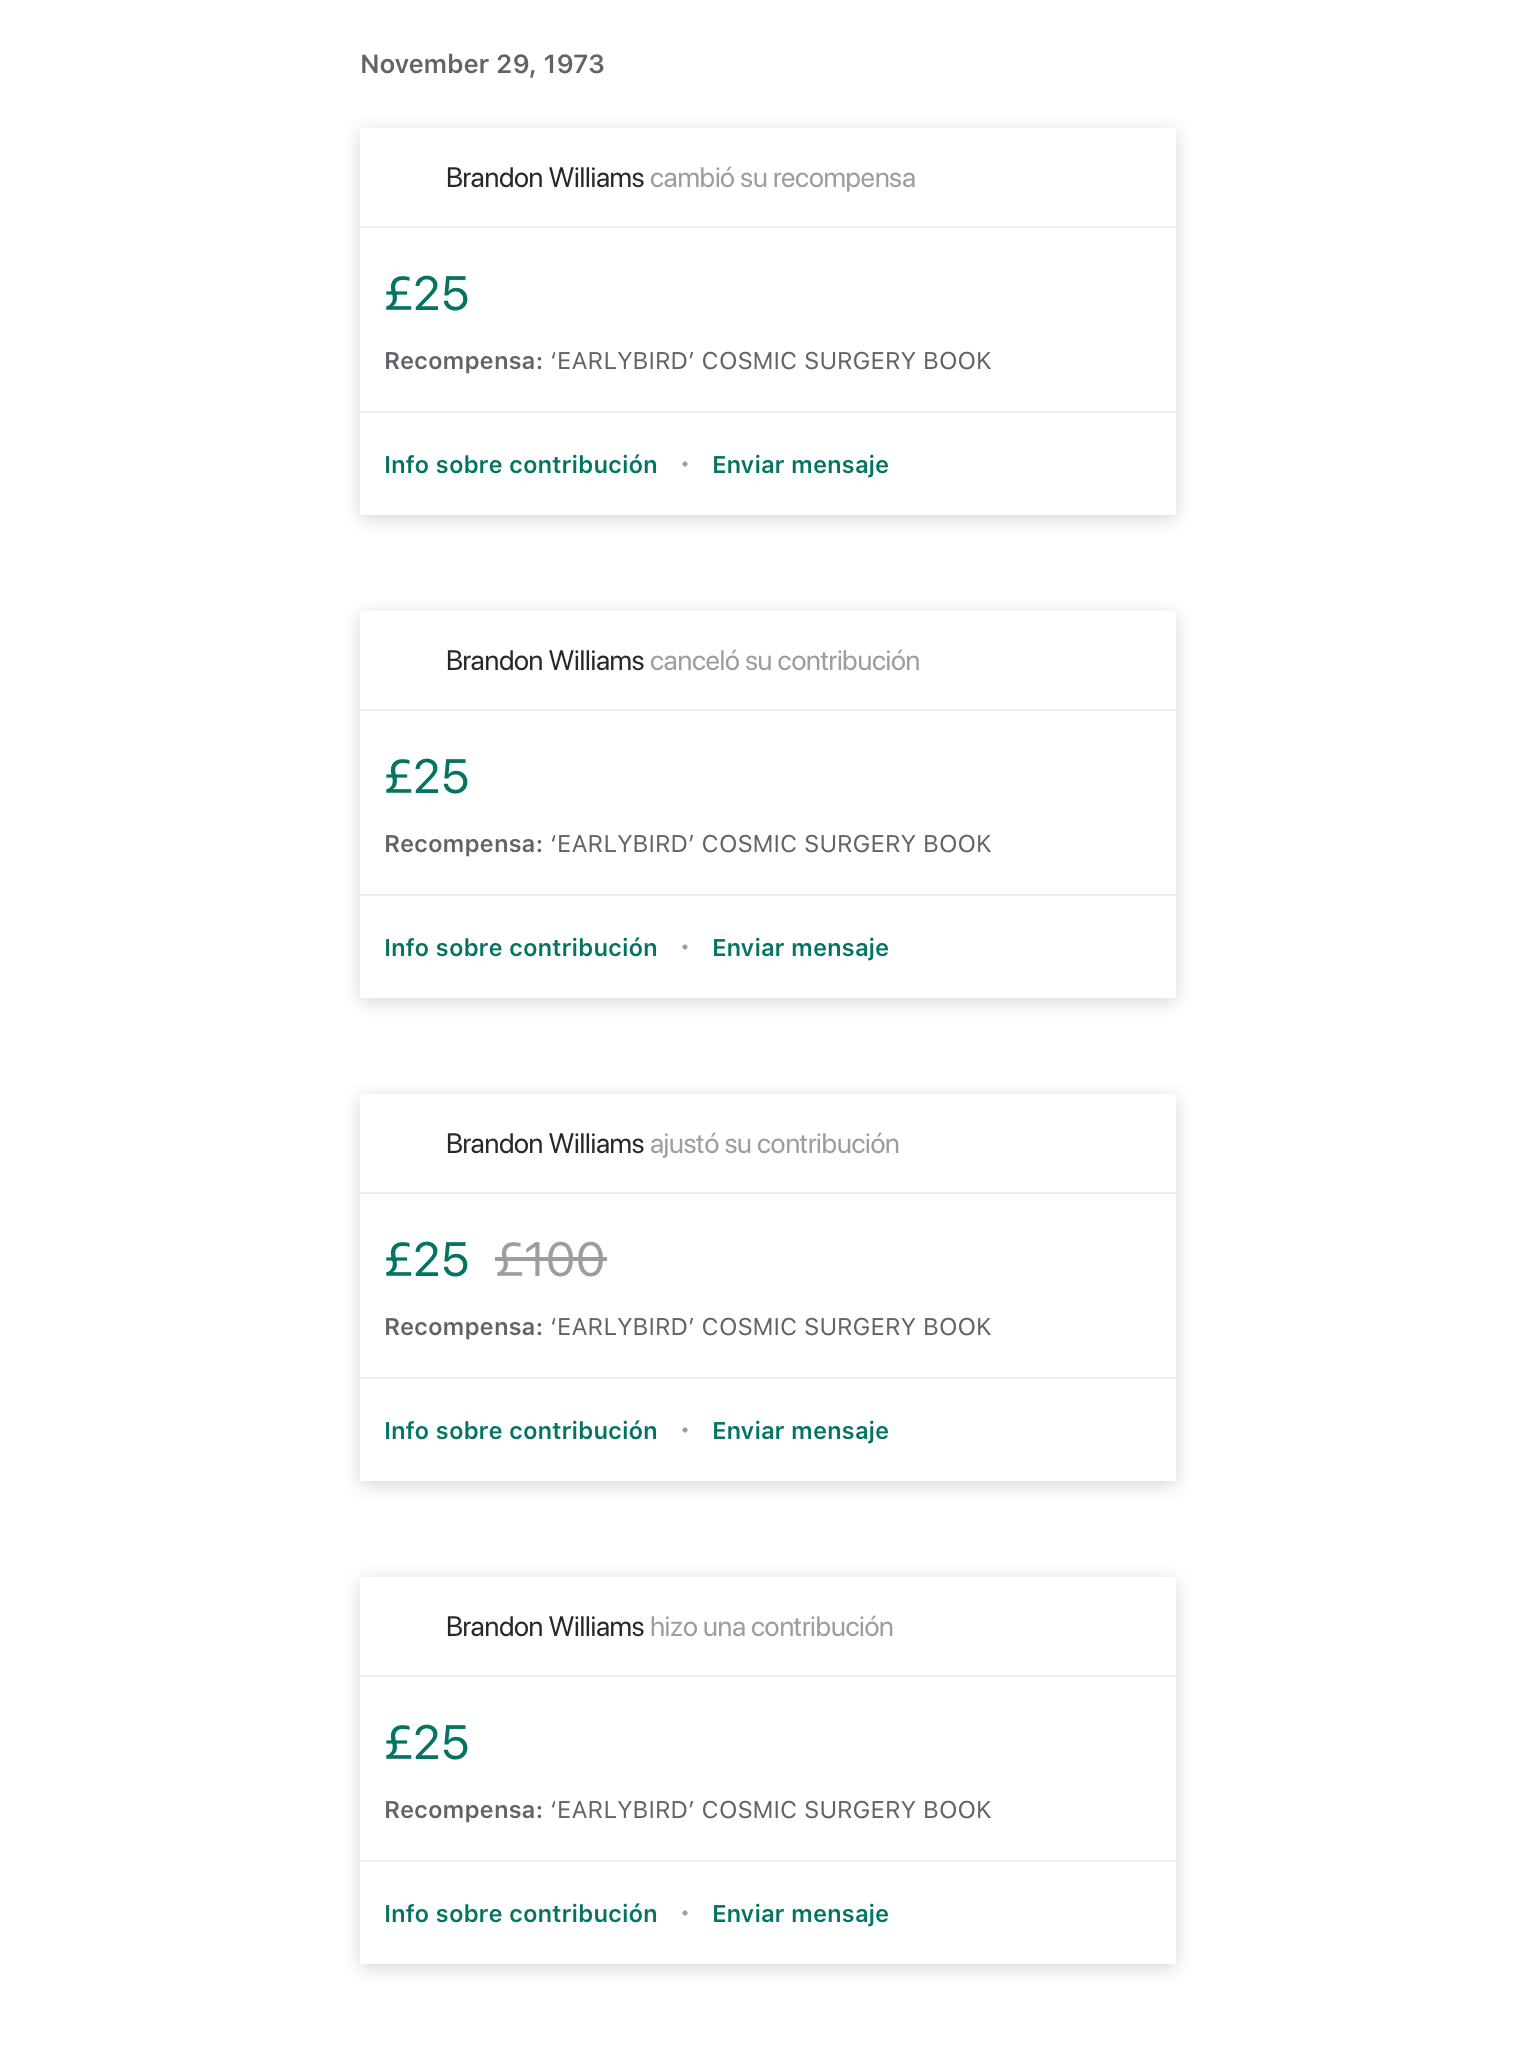 November 29, 1973
Brandon Williams cambió su recompensa
£25
Recompensa: ‘EARLYBIRD’ COSMIC SURGERY BOOK
Info sobre contribución • Enviar mensaje
Brandon Williams canceló su contribución
£25
Recompensa: ‘EARLYBIRD’ COSMIC SURGERY BOOK
Info sobre contribución • Enviar mensaje
Brandon Williams ajustó su contribución
£25 £100
Recompensa: ‘EARLYBIRD’ COSMIC SURGERY BOOK
Info sobre contribución • Enviar mensaje
Brandon Williams hizo una contribución
£25
Recompensa: ‘EARLYBIRD’ COSMIC SURGERY BOOK
Info sobre contribución • Enviar mensaje